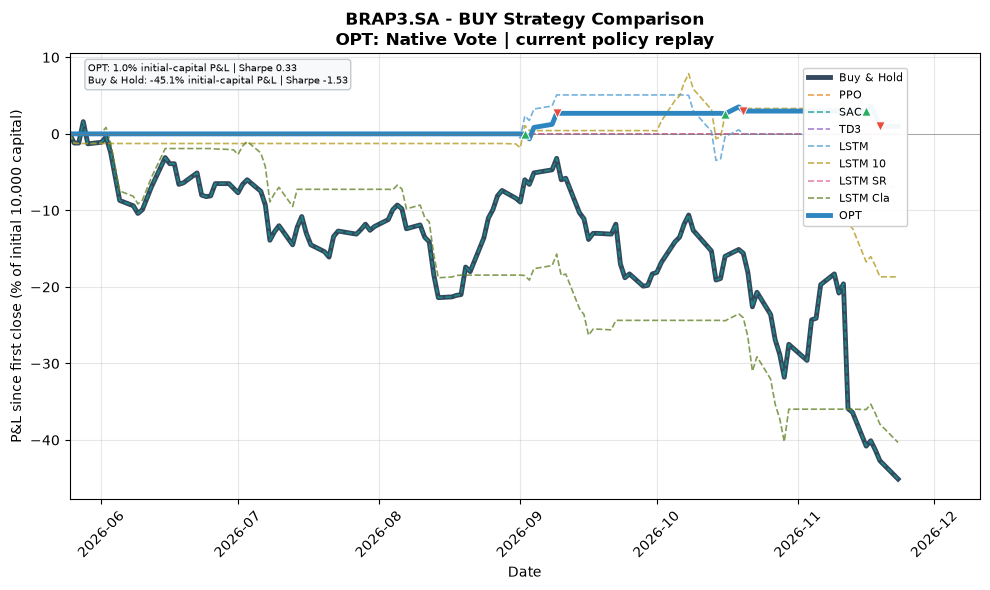 BRAP3.SA - BUY Strategy Comparison
OPT: Native Vote | current policy replay
OPT: 1.0% initial-capital P&L | Sharpe 0.33
Buy & Hold: -45.1% initial-capital P&L | Sharpe -1.53
Buy & Hold
PPO
SAC
TD3
LSTM
LSTM 10
LSTM SR
LSTM Cla
OPT
P&L since first close (% of initial 10,000 capital)
10
0
−10
−20
−30
−40
2026-06
2026-07
2026-08
2026-09
2026-10
2026-11
2026-12
Date